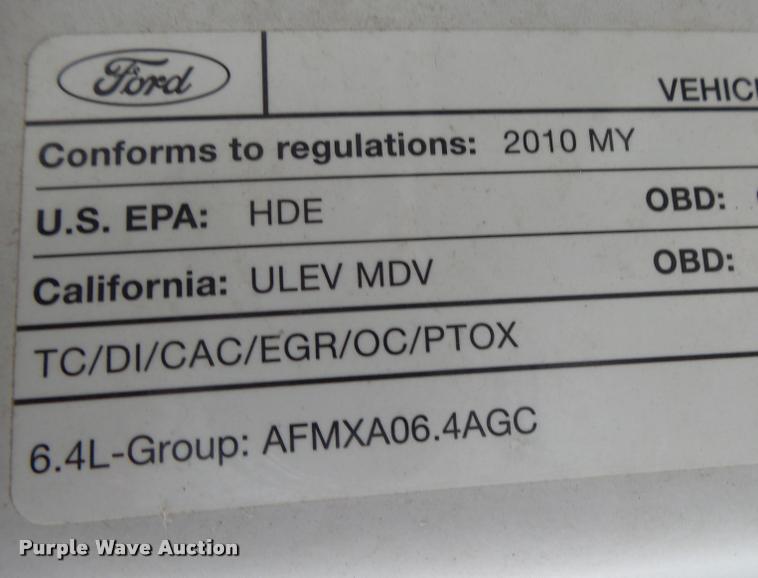 Ford
Conforms to regulations: 2010 MY
U.S. EPA: HDE OBD:
California: ULEV MDV OBD:
TC/DI/CAC/EGR/OC/PTOX
6.4L-Group: AFMXA06.4AGC
Purple Wave Auction